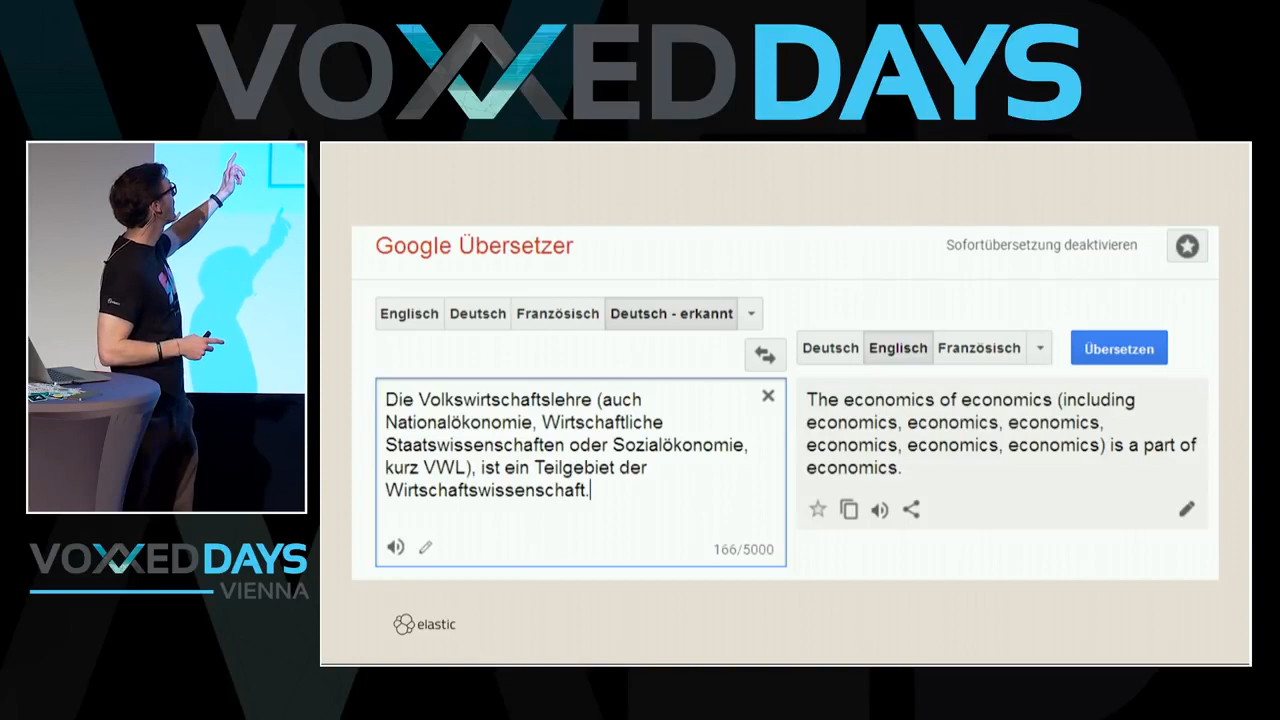 VOXXED DAYS
Google Übersetzer
Sofortübersetzung deaktivieren
Englisch Deutsch Französisch Deutsch - erkannt
Deutsch Englisch Französisch Übersetzen
Die Volkswirtschaftslehre (auch
Nationalökonomie, Wirtschaftliche
Staatswissenschaften oder Sozialökonomie,
kurz VWL), ist ein Teilgebiet der
Wirtschaftswissenschaft.
166/5000
The economics of economics (including
economics, economics, economics,
economics, economics, economics) is a part of
economics.
elastic
VOXXED DAYS
VIENNA